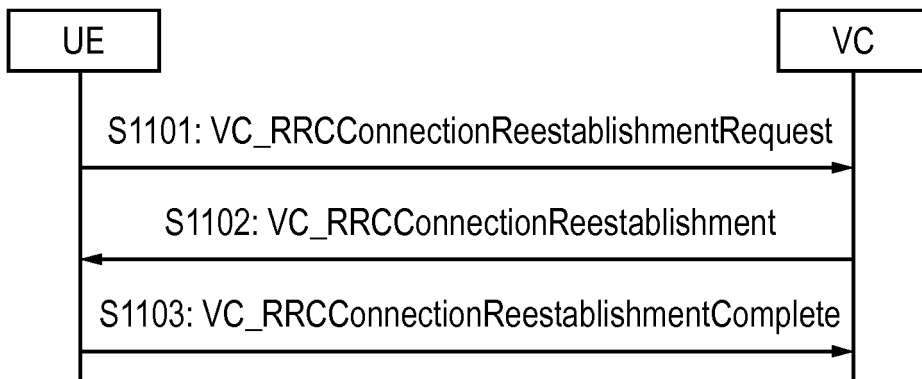 UE
VC
S1101: VC_RRCConnectionReestablishmentRequest
S1102: VC_RRCConnectionReestablishment
S1103: VC_RRCConnectionReestablishmentComplete